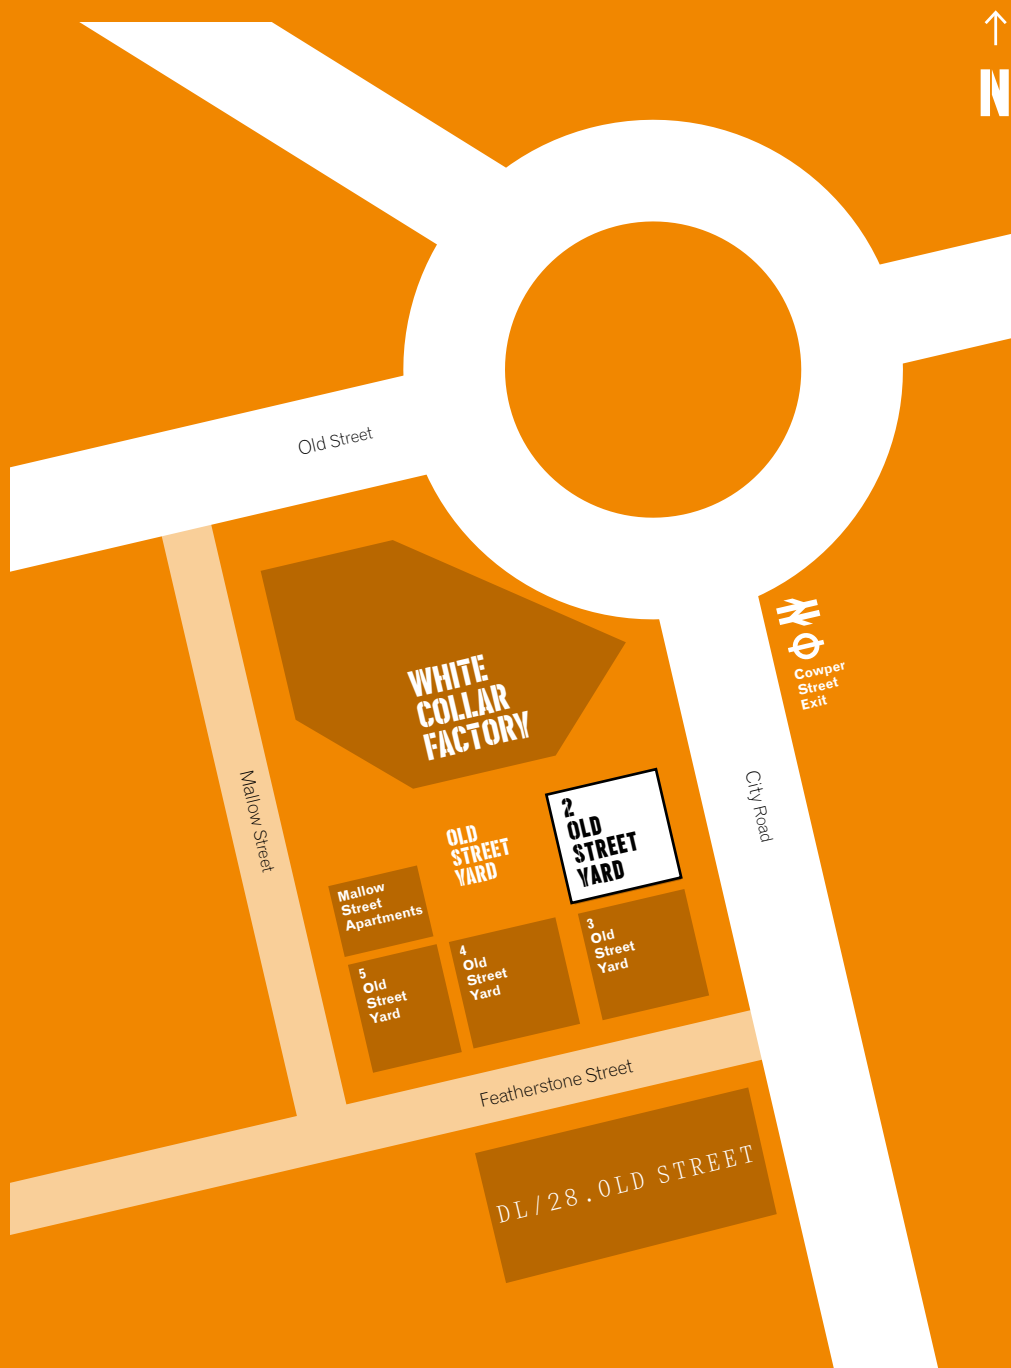 N
Old Street
Cowper
Street
Exit
WHITE
COLLAR
FACTORY
Mallow Street
City Road
2
OLD
STREET
YARD
OLD
STREET
YARD
Mallow
Street
Apartments
3
Old
Street
Yard
4
Old
Street
Yard
5
Old
Street
Yard
Featherstone Street
DL/28.OLD STREET